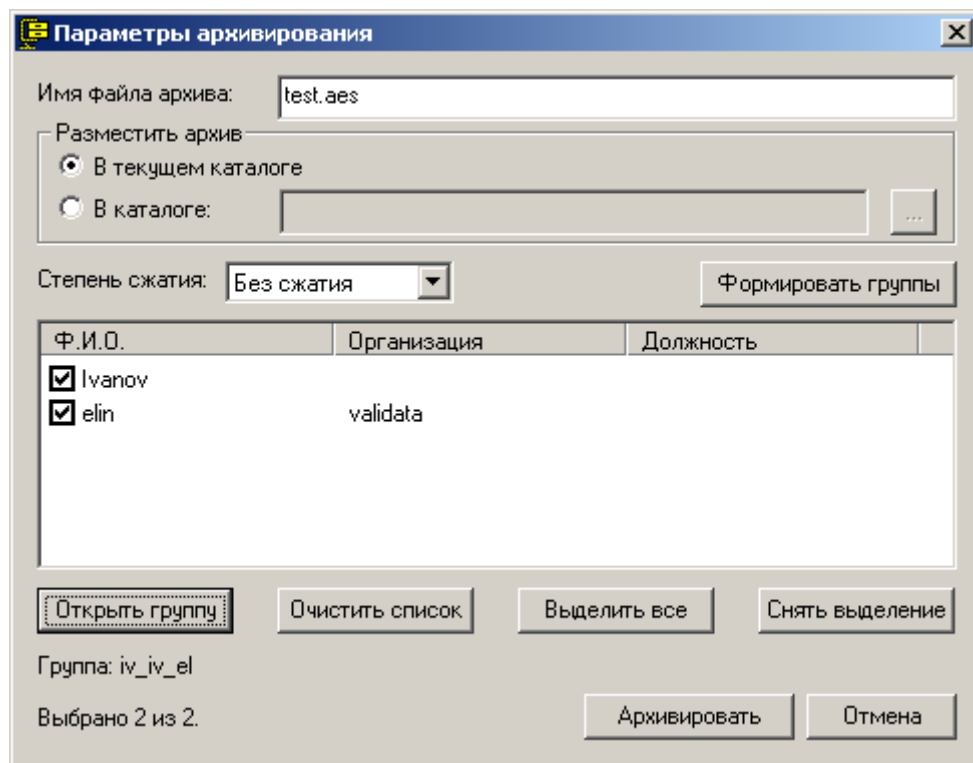 Параметры архивирования
Имя файла архива: test.aes
Разместить архив
В текущем каталоге
В каталоге: ...
Степень сжатия: Без сжатия Формировать группы
Ф.И.О. Организация Должность
Ivanov
elin validata
Открыть группу Очистить список Выделить все Снять выделение
Группа: iv_iv_el
Выбрано 2 из 2. Архивировать Отмена